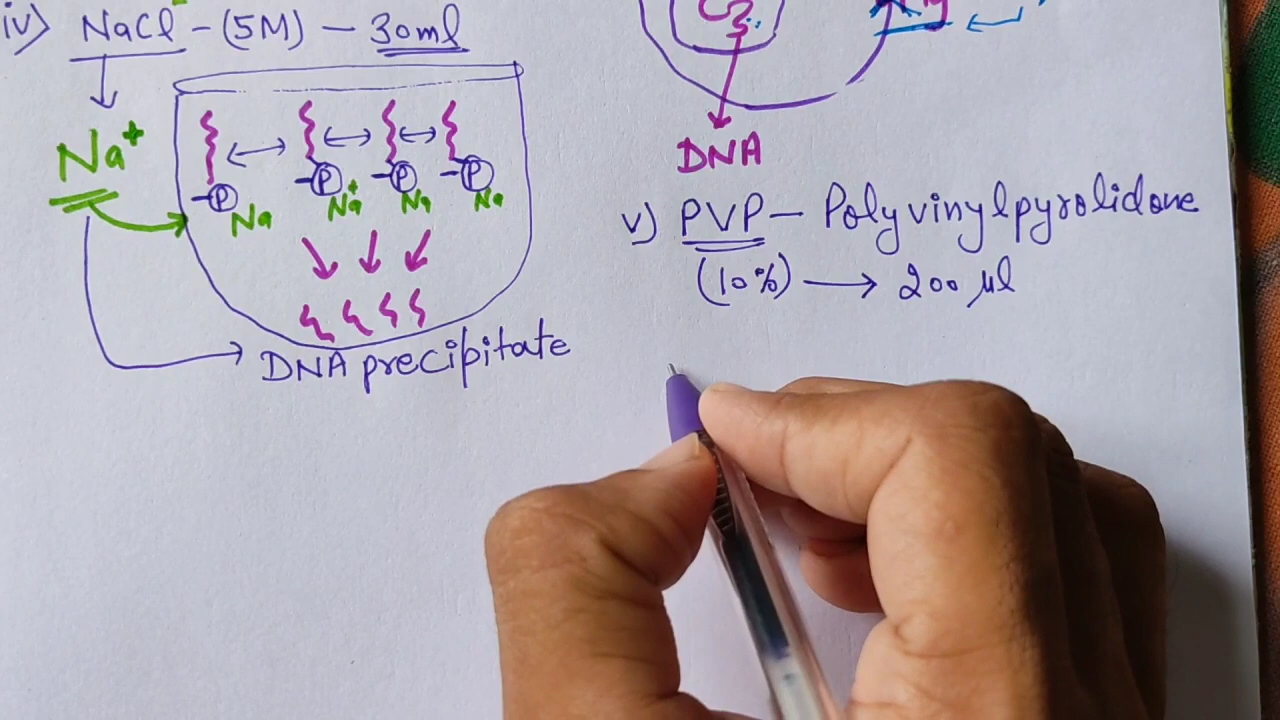 iv) NaCl - (5M) - 30ml
Na⁺
P P P P
Na Na⁺ Na Na
DNA precipitate
DNA
v) PVP - Polyvinylpyrolidone
(10%) → 200 μl